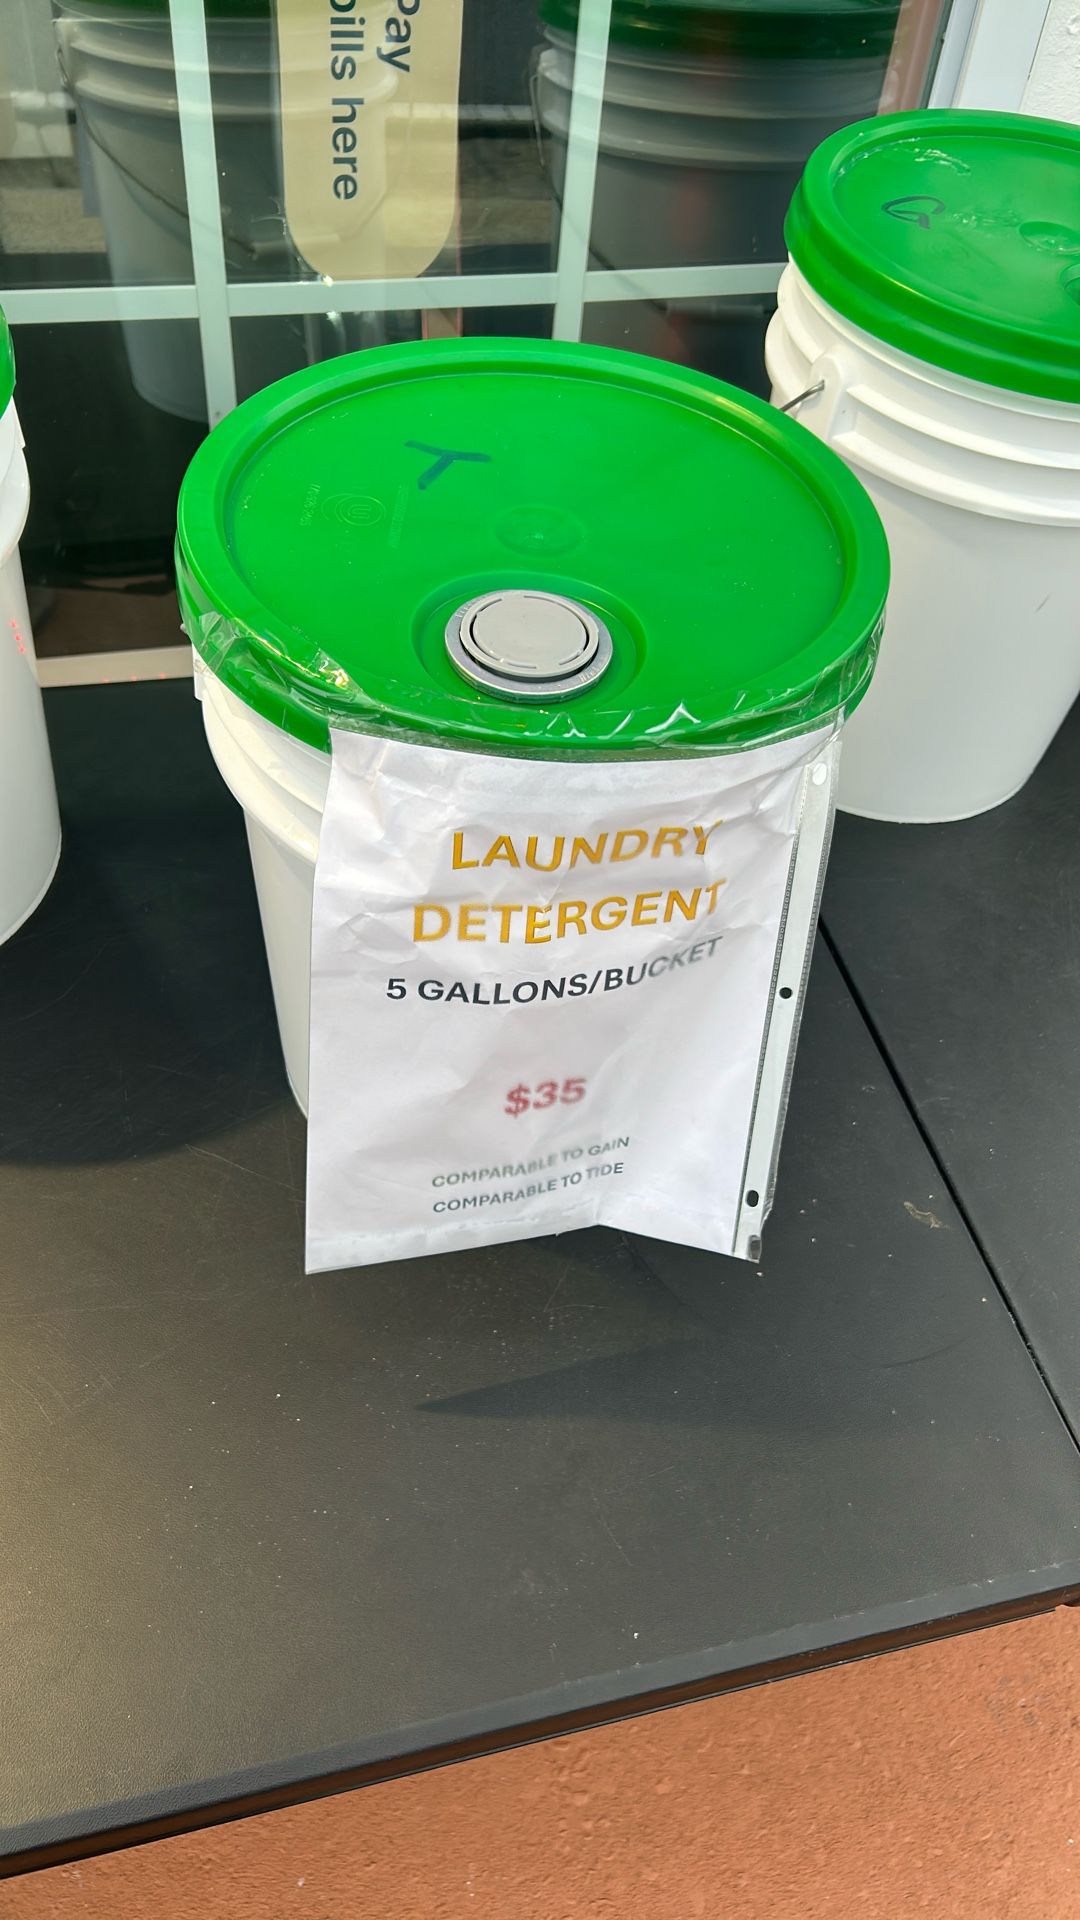 Pay
bills here
G
Y
LAUNDRY
DETERGENT
5 GALLONS/BUCKET
$35
COMPARABLE TO GAIN
COMPARABLE TO TIDE